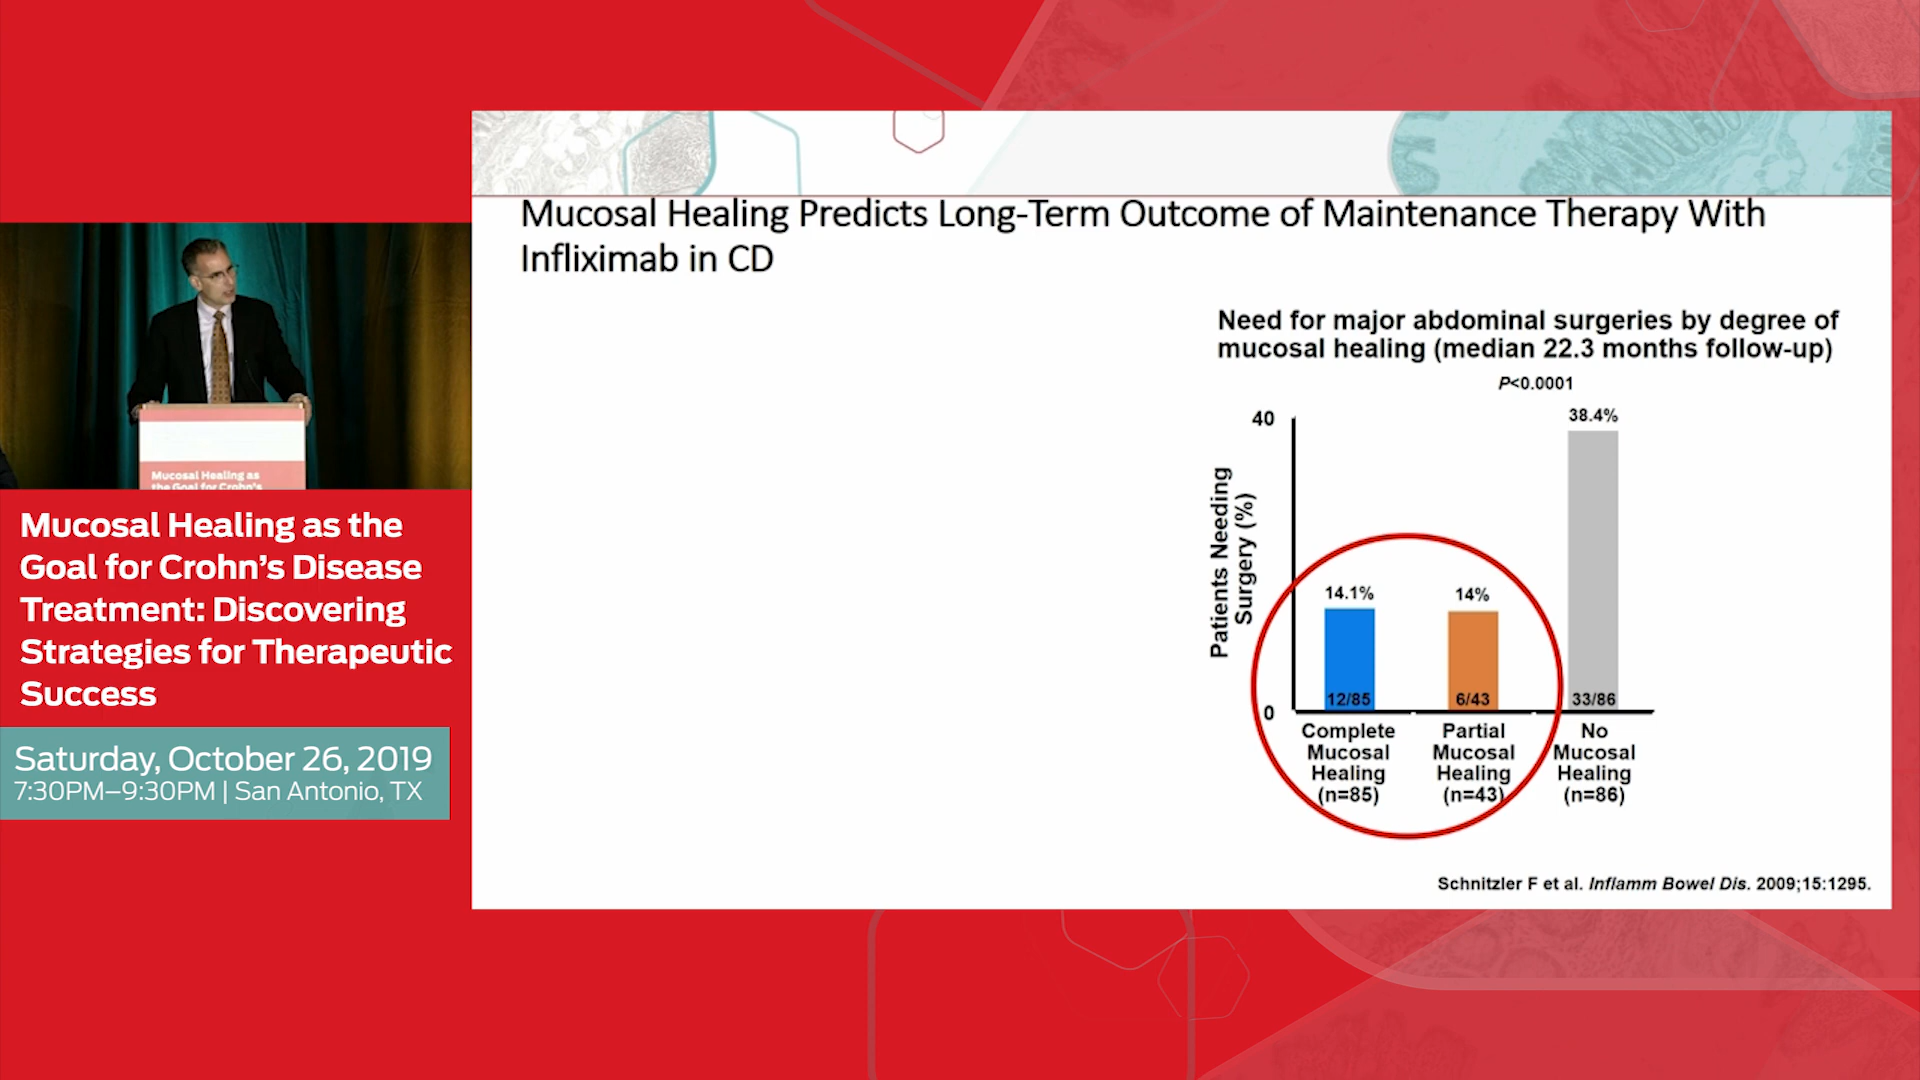 Mucosal Healing as
the Goal for Crohn's
Mucosal Healing as the
Goal for Crohn’s Disease
Treatment: Discovering
Strategies for Therapeutic
Success
Saturday, October 26, 2019
7:30PM–9:30PM | San Antonio, TX
Mucosal Healing Predicts Long-Term Outcome of Maintenance Therapy With
Infliximab in CD
Need for major abdominal surgeries by degree of
mucosal healing (median 22.3 months follow-up)
P<0.0001
Patients Needing
Surgery (%)
40
0
14.1%
14%
38.4%
12/85
6/43
33/86
Complete
Mucosal
Healing
(n=85)
Partial
Mucosal
Healing
(n=43)
No
Mucosal
Healing
(n=86)
Schnitzler F et al. Inflamm Bowel Dis. 2009;15:1295.